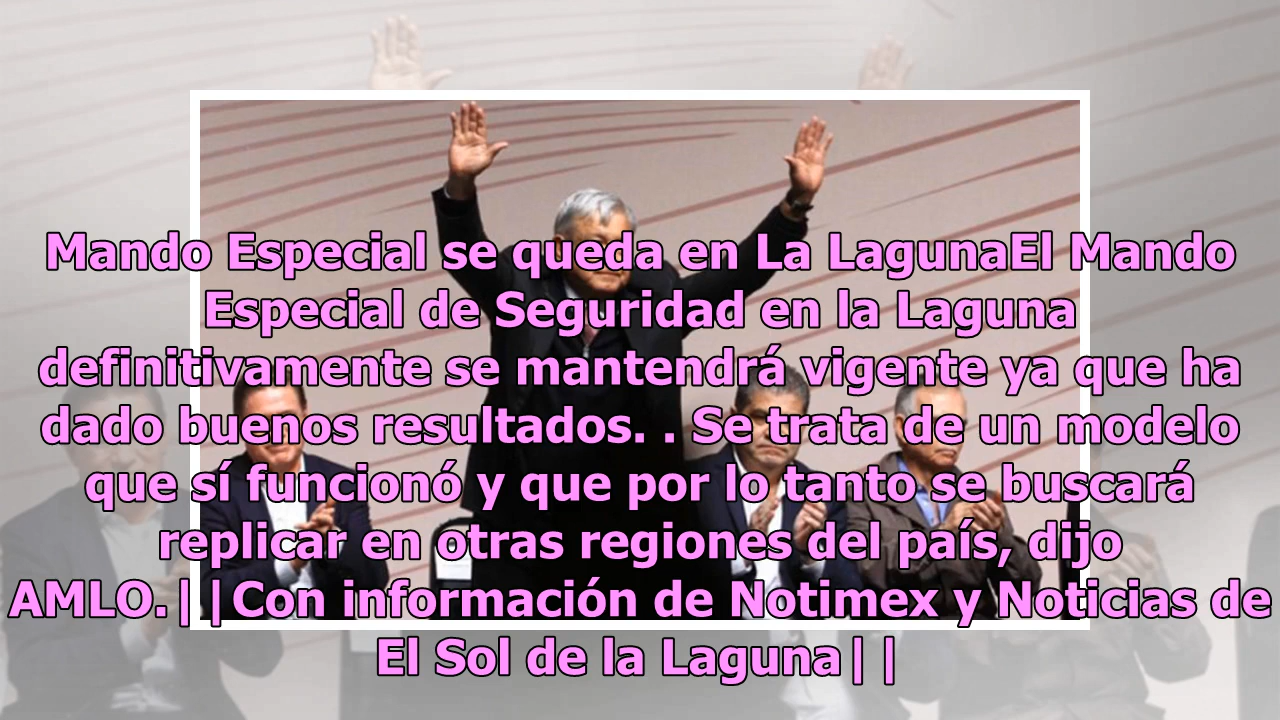 Mando Especial se queda en La LagunaEl Mando
Especial de Seguridad en la Laguna
definitivamente se mantendrá vigente ya que ha
dado buenos resultados. . Se trata de un modelo
que sí funcionó y que por lo tanto se buscará
replicar en otras regiones del país, dijo
AMLO.||Con información de Notimex y Noticias de
El Sol de la Laguna||